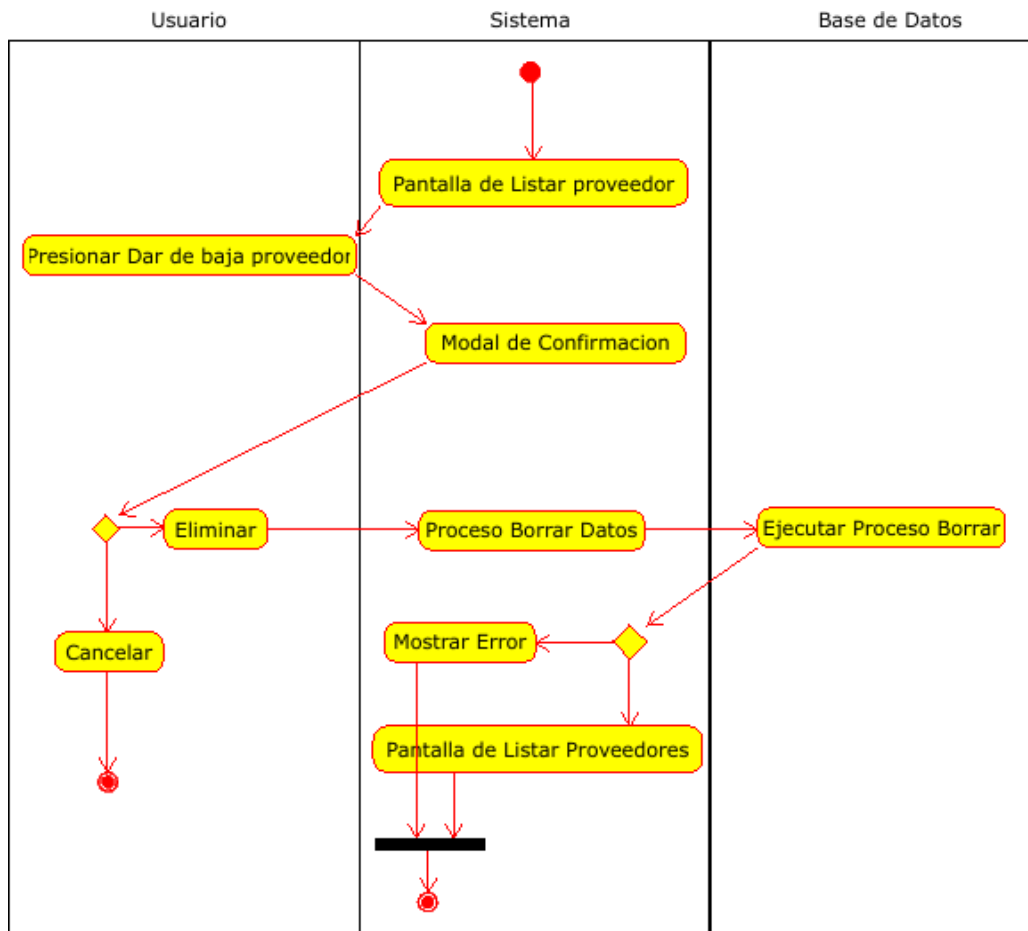 Usuario
Sistema
Base de Datos
Pantalla de Listar proveedor
Presionar Dar de baja proveedor
Modal de Confirmacion
Eliminar
Proceso Borrar Datos
Ejecutar Proceso Borrar
Mostrar Error
Cancelar
Pantalla de Listar Proveedores